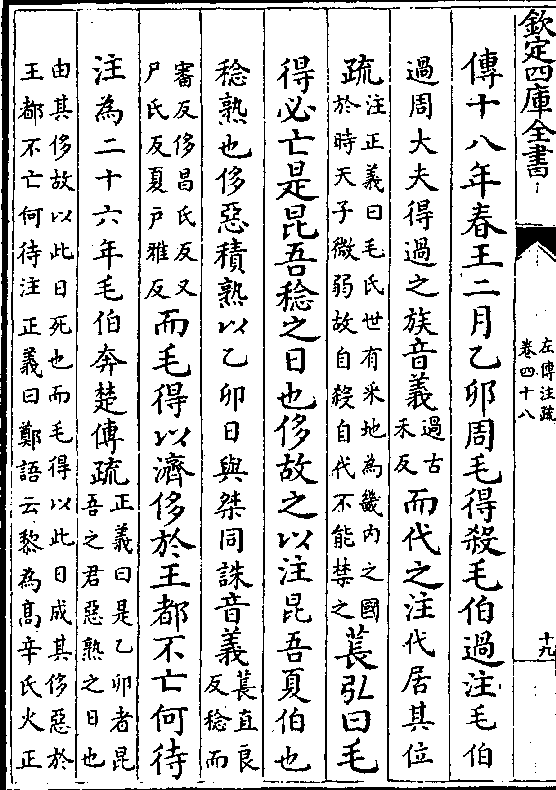 欽定四庫全書
左傳注疏
卷四十八
十九
傳十八年春王二月乙卯周毛得殺毛伯過注毛伯
過周大夫得過之族音義過古
禾反而代之注代居其位
疏注正義曰毛氏世有采地為畿内之國
於時天子微弱故自殺自代不能禁之萇弘曰毛
得必亡是昆吾稔之日也侈故之以注昆吾夏伯也
稔熟也侈惡積熟以乙卯日與桀同誅音義萇直良
反稔而
審反侈昌氏反又
尸氏反夏戸雅反而毛得以濟侈於王都不亡何待
注為二十六年毛伯奔楚傳疏正義曰是乙卯者昆
吾之君惡熟之日也
由其侈故以此日死也而毛得以此日成其侈惡於
王都不亡何待注正義曰鄭語云黎為髙辛氏火正